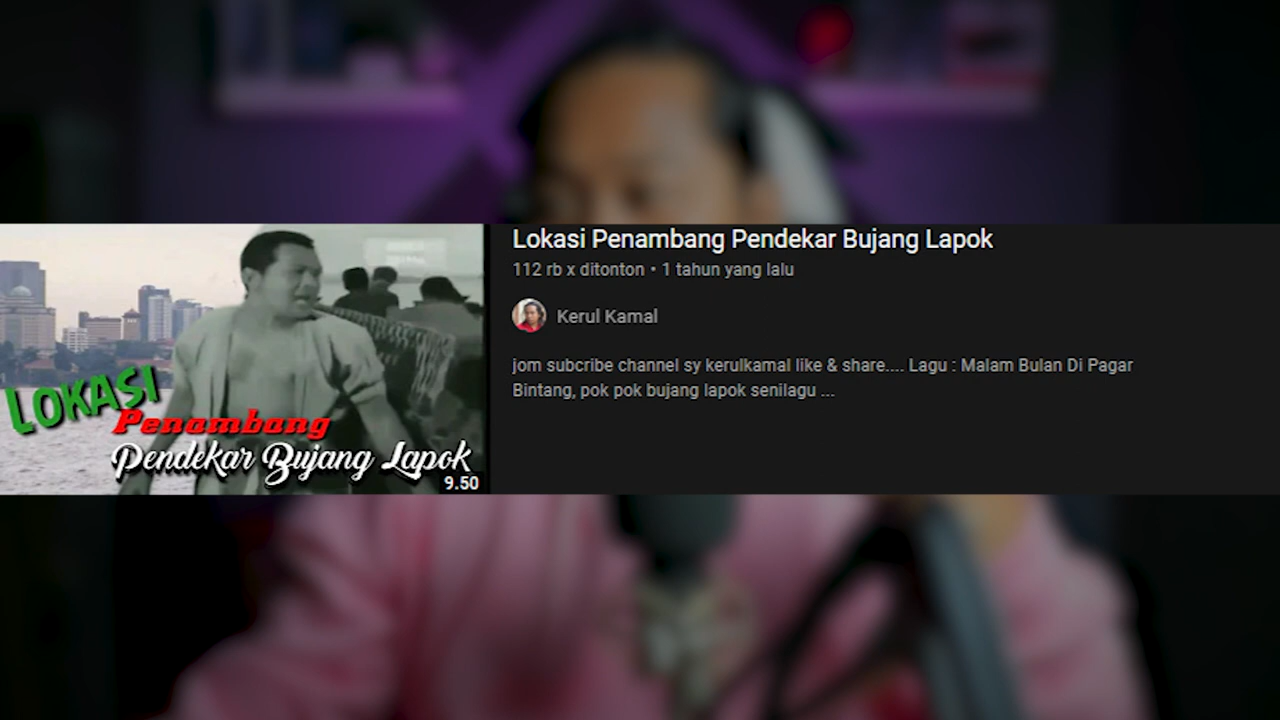 Lokasi Penambang Pendekar Bujang Lapok
112 rb x ditonton • 1 tahun yang lalu
Kerul Kamal
jom subcribe channel sy kerulkamal like & share.... Lagu : Malam Bulan Di Pagar
Bintang, pok pok bujang lapok senilagu ...
LOKASI
Penambang
Pendekar Bujang Lapok
9.50